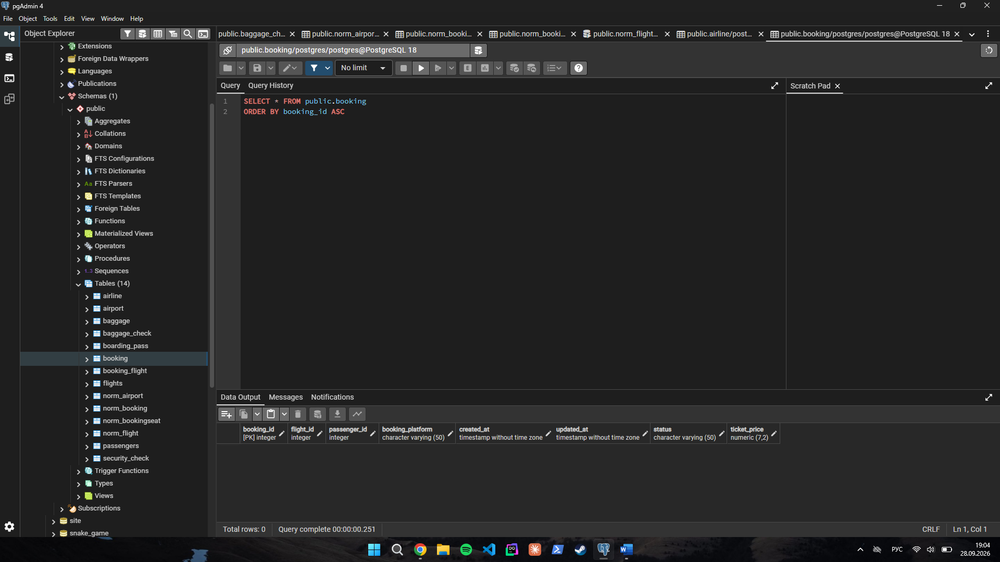 pgAdmin 4
File Object Tools Edit View Window Help
Object Explorer
Extensions
Foreign Data Wrappers
Languages
Publications
Schemas (1)
public
Aggregates
Collations
Domains
FTS Configurations
FTS Dictionaries
Aa FTS Parsers
FTS Templates
Foreign Tables
Functions
Materialized Views
Operators
Procedures
1..3 Sequences
Tables (14)
airline
airport
baggage
baggage_check
boarding_pass
booking
booking_flight
flights
norm_airport
norm_booking
norm_bookingseat
norm_flight
passengers
security_check
Trigger Functions
Types
Views
Subscriptions
site
snake_game
public.baggage_ch... public.norm_airpor... public.norm_booki... public.norm_booki... public.norm_flight... public.airline/post... public.booking/postgres/postgres@PostgreSQL 18
public.booking/postgres/postgres@PostgreSQL 18
No limit
E
Query Query History
Scratch Pad
1 SELECT * FROM public.booking
2 ORDER BY booking_id ASC
Data Output Messages Notifications
booking_id flight_id passenger_id booking_platform created_at updated_at status ticket_price
[PK] integer integer integer character varying (50) timestamp without time zone timestamp without time zone character varying (50) numeric (7,2)
Total rows: 0 Query complete 00:00:00.251 CRLF Ln 1, Col 1
DG
РУС
19:04
28.09.2026